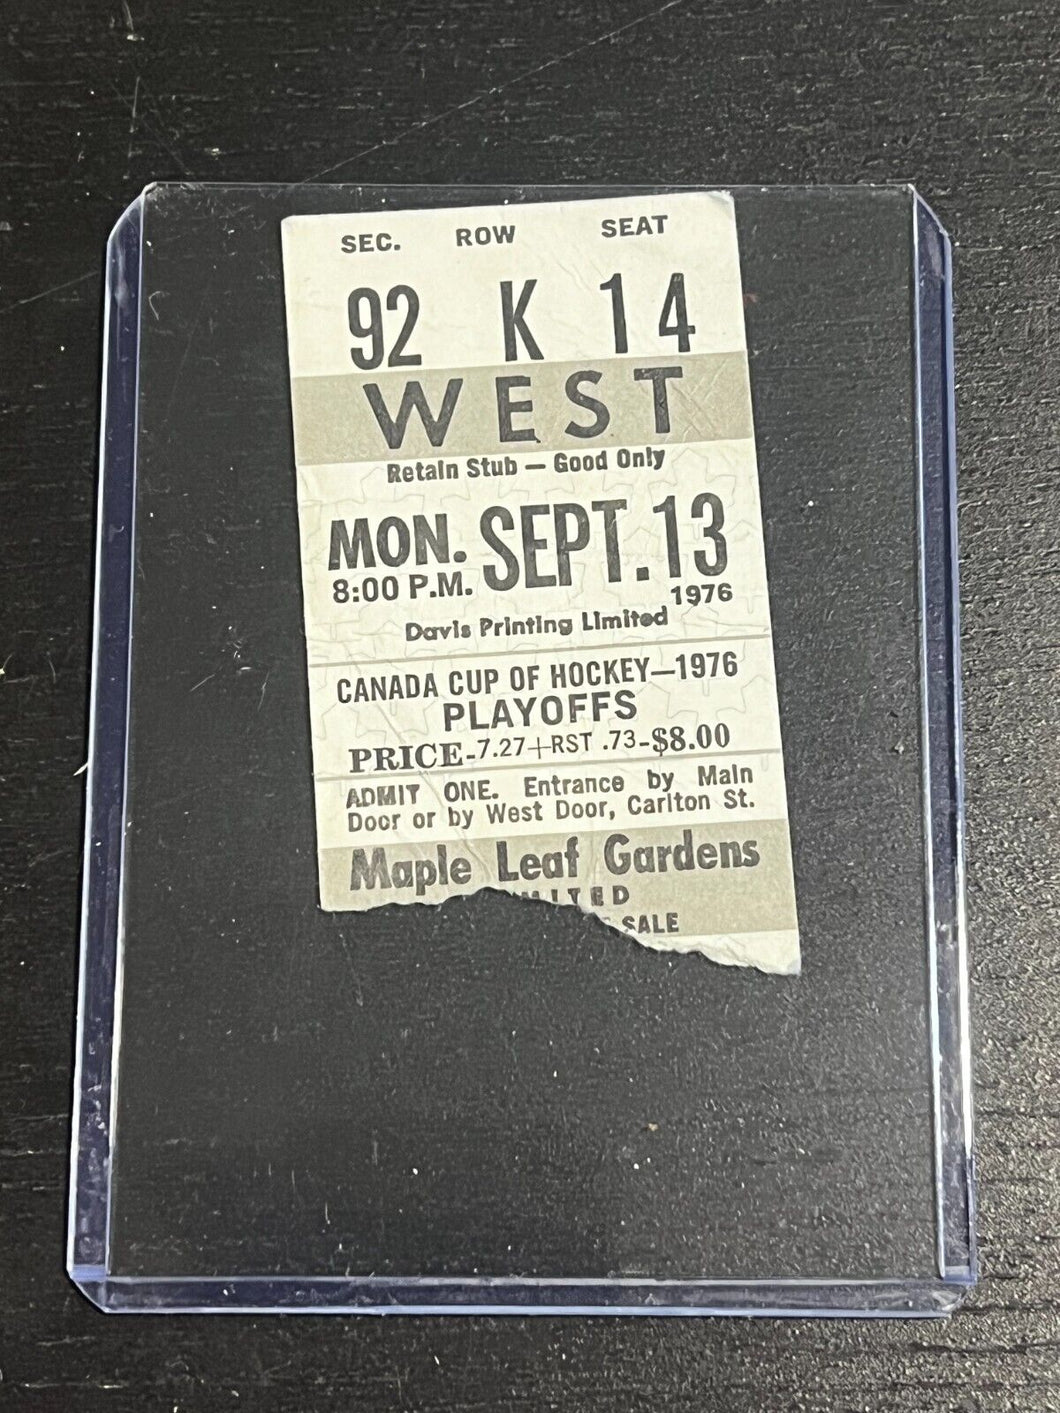 SEC. ROW SEAT
92 K 14
WEST
Retain Stub — Good Only
MON. SEPT. 13
8:00 P.M. 1976
Davis Printing Limited
CANADA CUP OF HOCKEY—1976
PLAYOFFS
PRICE-7.27+RST .73-$8.00
ADMIT ONE. Entrance by Main
Door or by West Door, Carlton St.
Maple Leaf Gardens
SALE